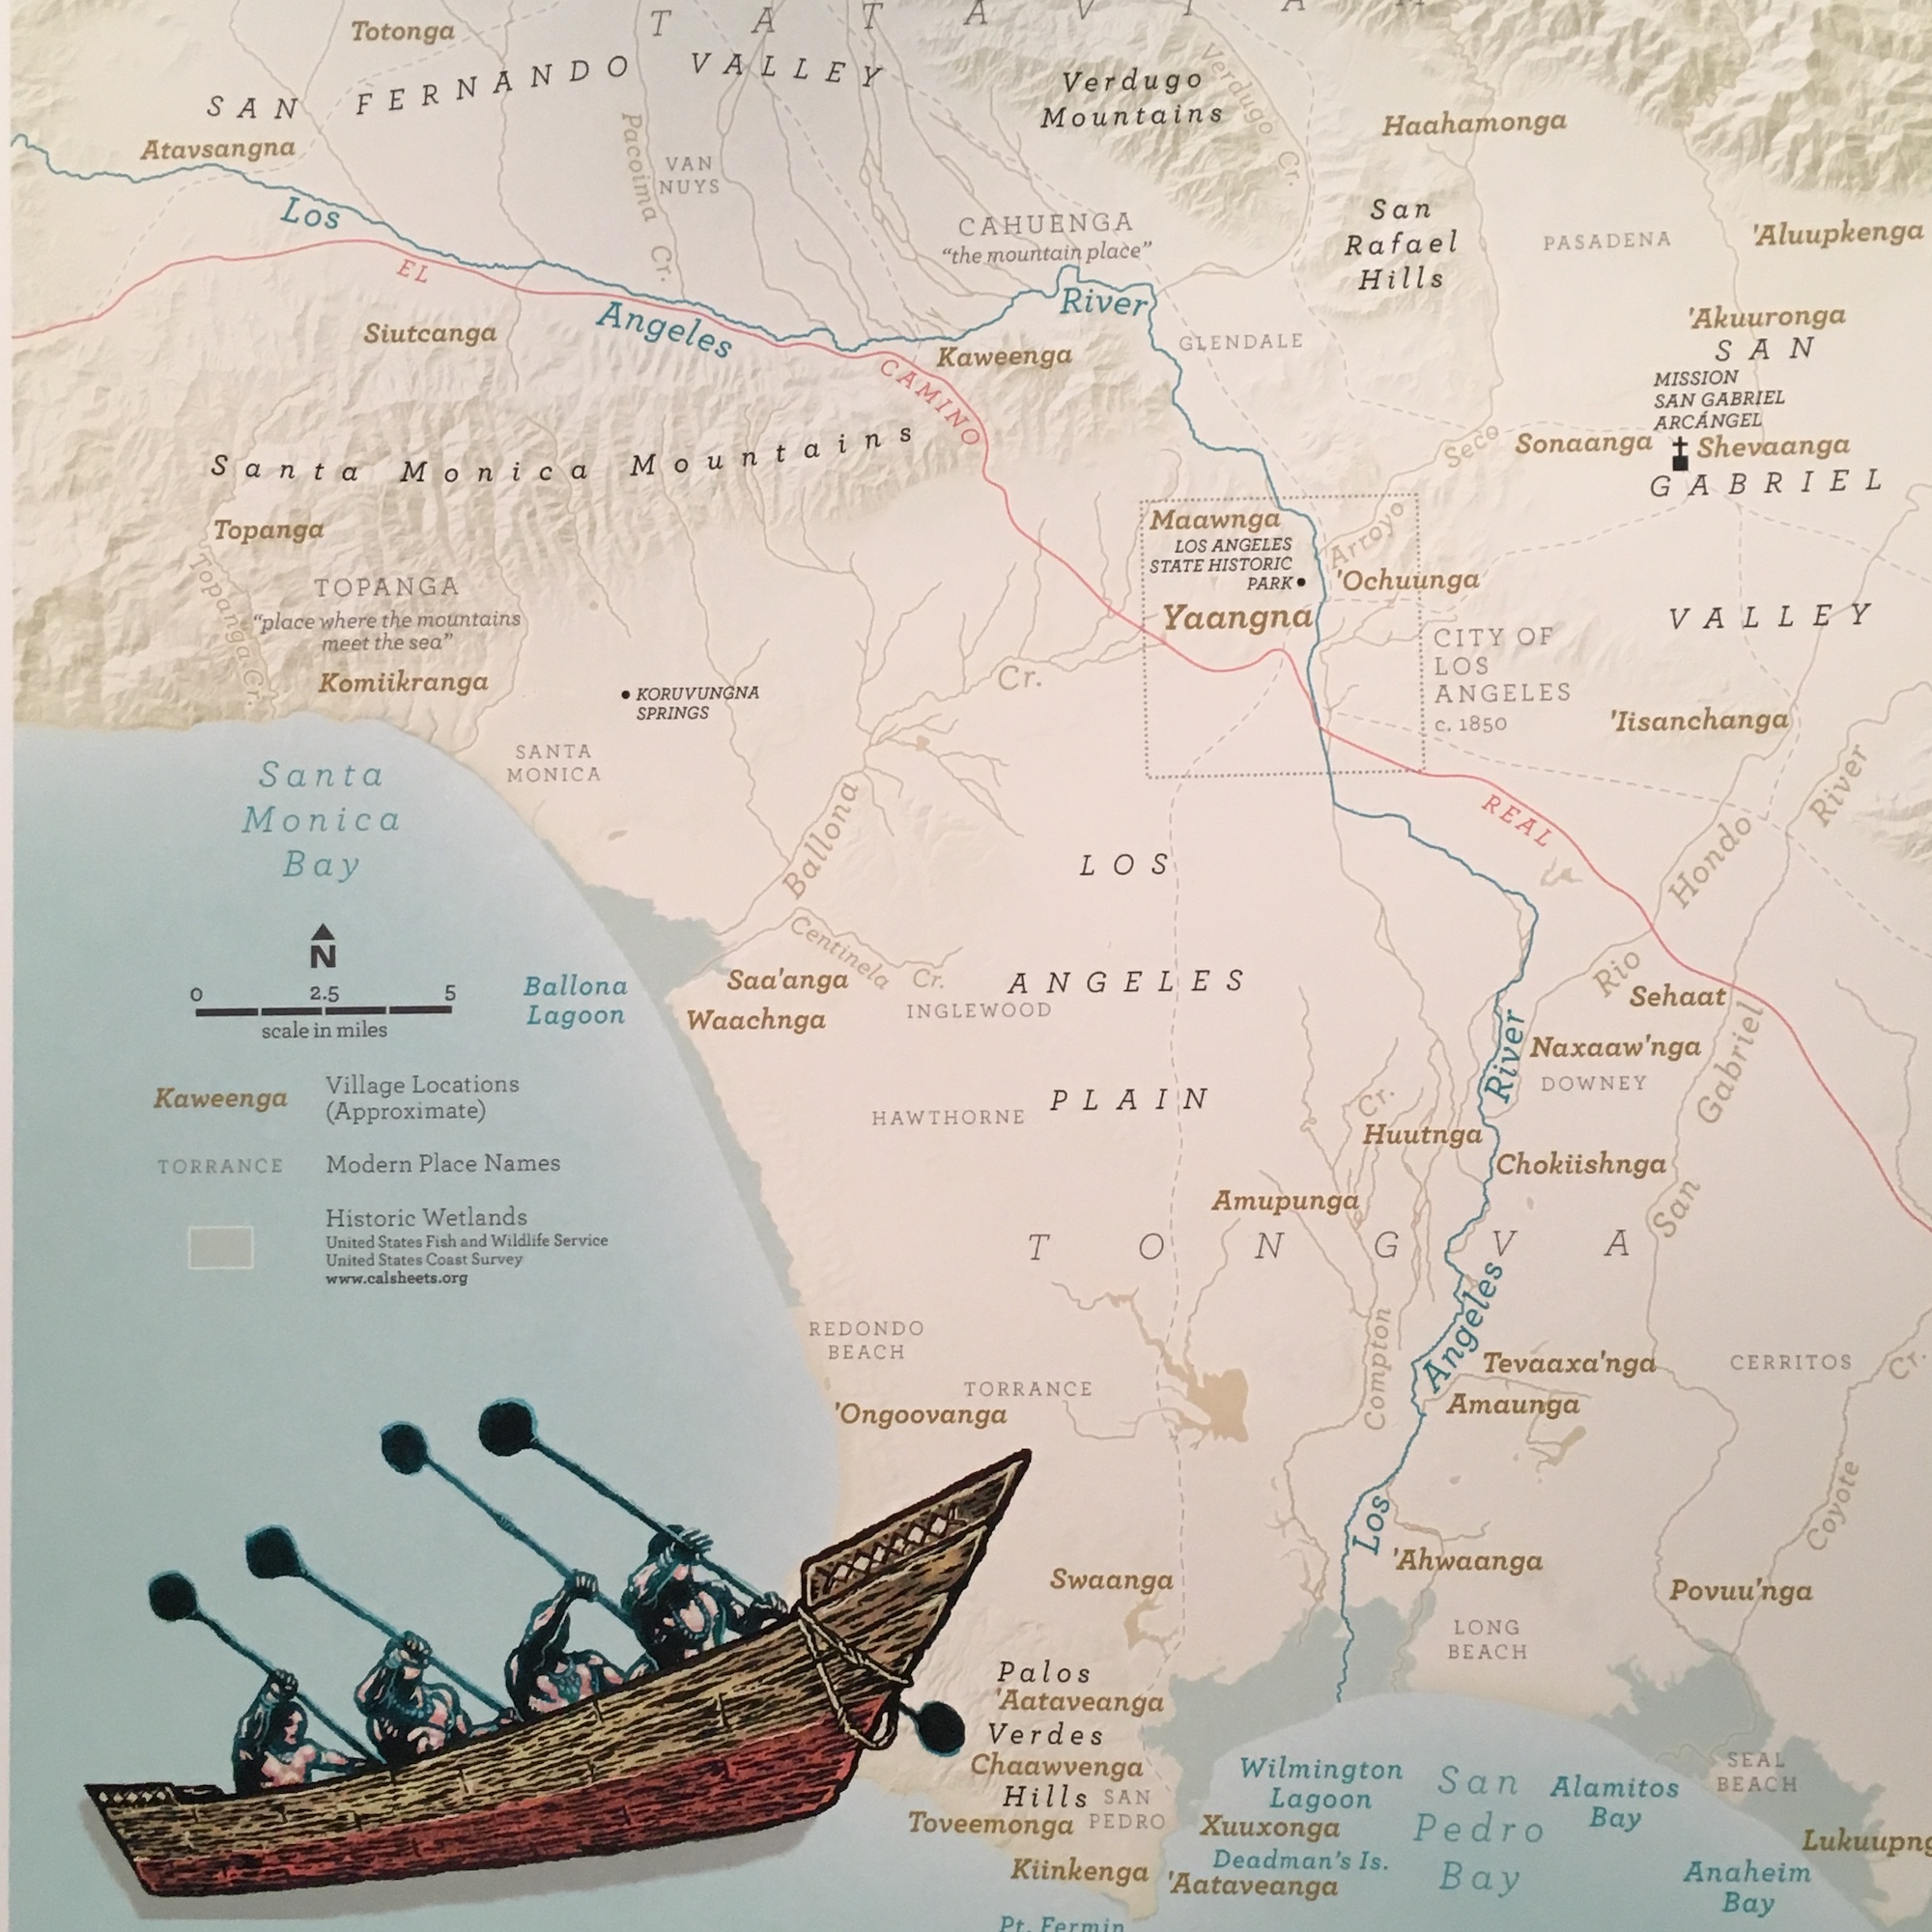 T A T A V I A M
Totonga
SAN FERNANDO VALLEY
Verdugo
Mountains
Verdugo Cr.
Haahamonga
Atavsangna
Pacoima Cr.
VAN
NUYS
Los
CAHUENGA
"the mountain place"
San
Rafael
Hills
PASADENA
'Aluupkenga
EL
Siutcanga
Angeles
River
CAMINO
Kaweenga
GLENDALE
'Akuuronga
SAN
MISSION
SAN GABRIEL
ARCÁNGEL
Santa Monica Mountains
Seco
Sonaanga
Shevaanga
GABRIEL
Topanga
Topanga Cr.
TOPANGA
"place where the mountains
meet the sea"
Komiikranga
Maawnga
LOS ANGELES
STATE HISTORIC
PARK
Arroyo
'Ochuunga
Yaangna
VALLEY
CITY OF
LOS
ANGELES
c. 1850
Cr.
KORUVUNGNA
SPRINGS
'Iisanchanga
SANTA
MONICA
Santa
Monica
Bay
Ballona
REAL
River
Hondo
LOS
N
0 2.5 5
scale in miles
Ballona
Lagoon
Centinela Cr.
Saa'anga
ANGELES
INGLEWOOD
Waachnga
Rio
Sehaat
River
Naxaaw'nga
DOWNEY
Gabriel
Kaweenga
Village Locations
(Approximate)
HAWTHORNE
PLAIN
Cr.
Huutnga
Chokiishnga
TORRANCE
Modern Place Names
Amupunga
San
Historic Wetlands
United States Fish and Wildlife Service
United States Coast Survey
www.calsheets.org
T O N G V A
REDONDO
BEACH
Compton
Angeles
Tevaaxa'nga
CERRITOS
Cr.
TORRANCE
Amaunga
'Ongoovanga
Coyote
Los
'Ahwaanga
Swaanga
Povuu'nga
LONG
BEACH
Palos
'Aataveanga
Verdes
Chaawvenga
Hills
SAN
PEDRO
Toveemonga
Kiinkenga
Wilmington
Lagoon
Xuuxonga
Deadman's Is.
'Aataveanga
San
Pedro
Bay
Alamitos
Bay
SEAL
BEACH
Lukuupng
Anaheim
Bay
Pt. Fermin